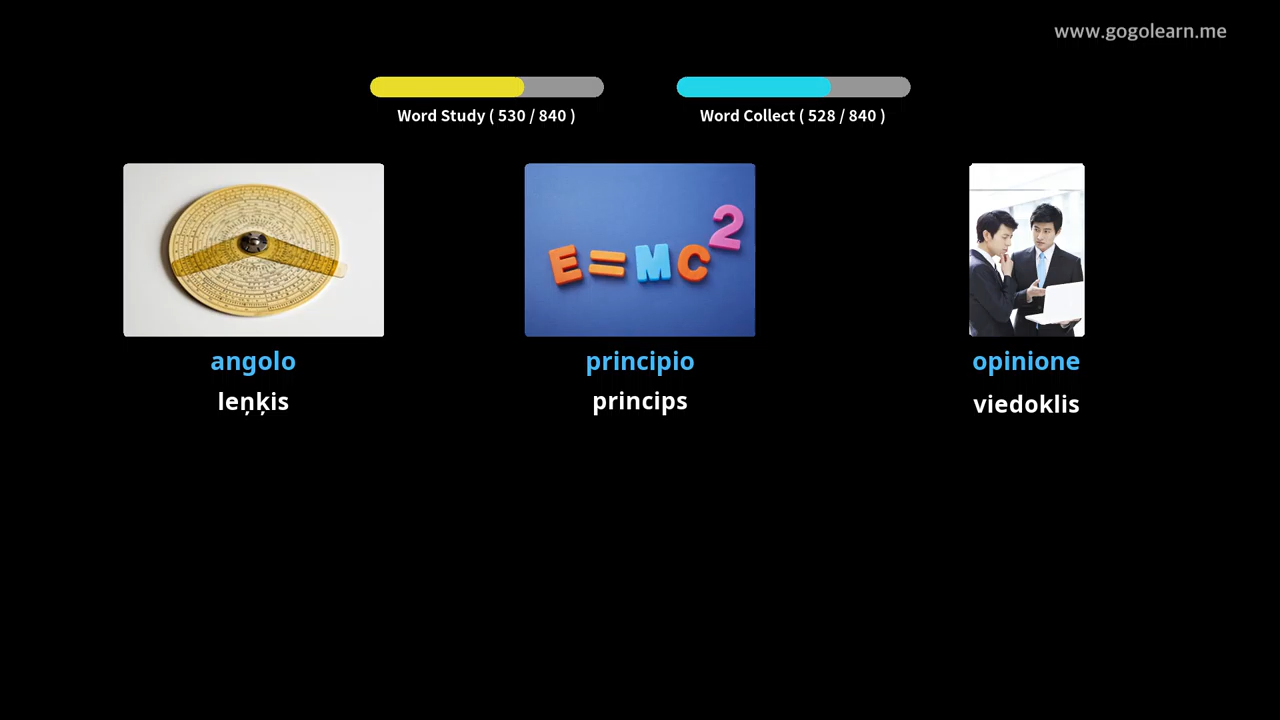 www.gogolearn.me
Word Study ( 530 / 840 )
Word Collect ( 528 / 840 )
E=MC2
angolo
principio
opinione
leņķis
princips
viedoklis